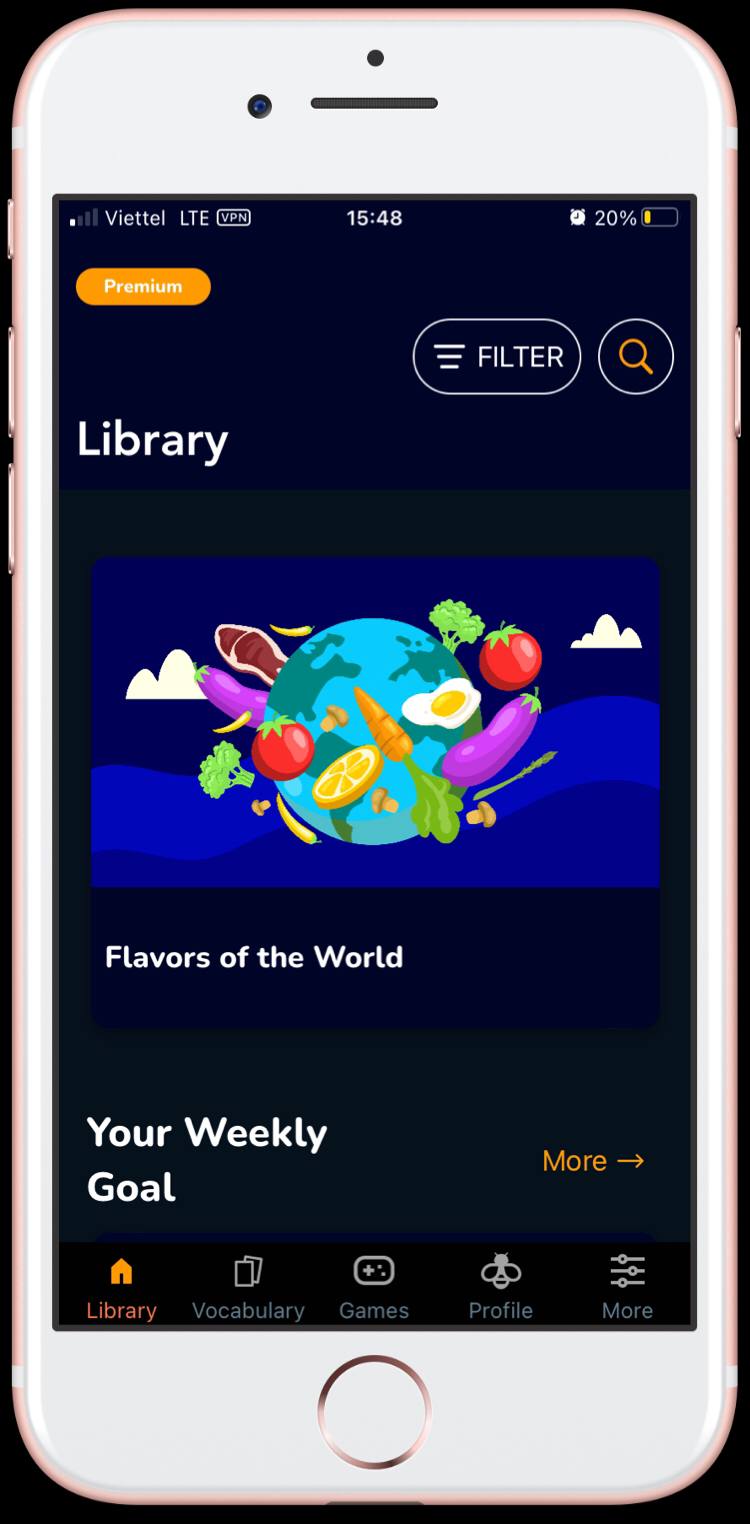 Viettel LTE VPN 15:48 20%
Premium
FILTER
Library
Flavors of the World
Your Weekly
Goal
More →
Library Vocabulary Games Profile More